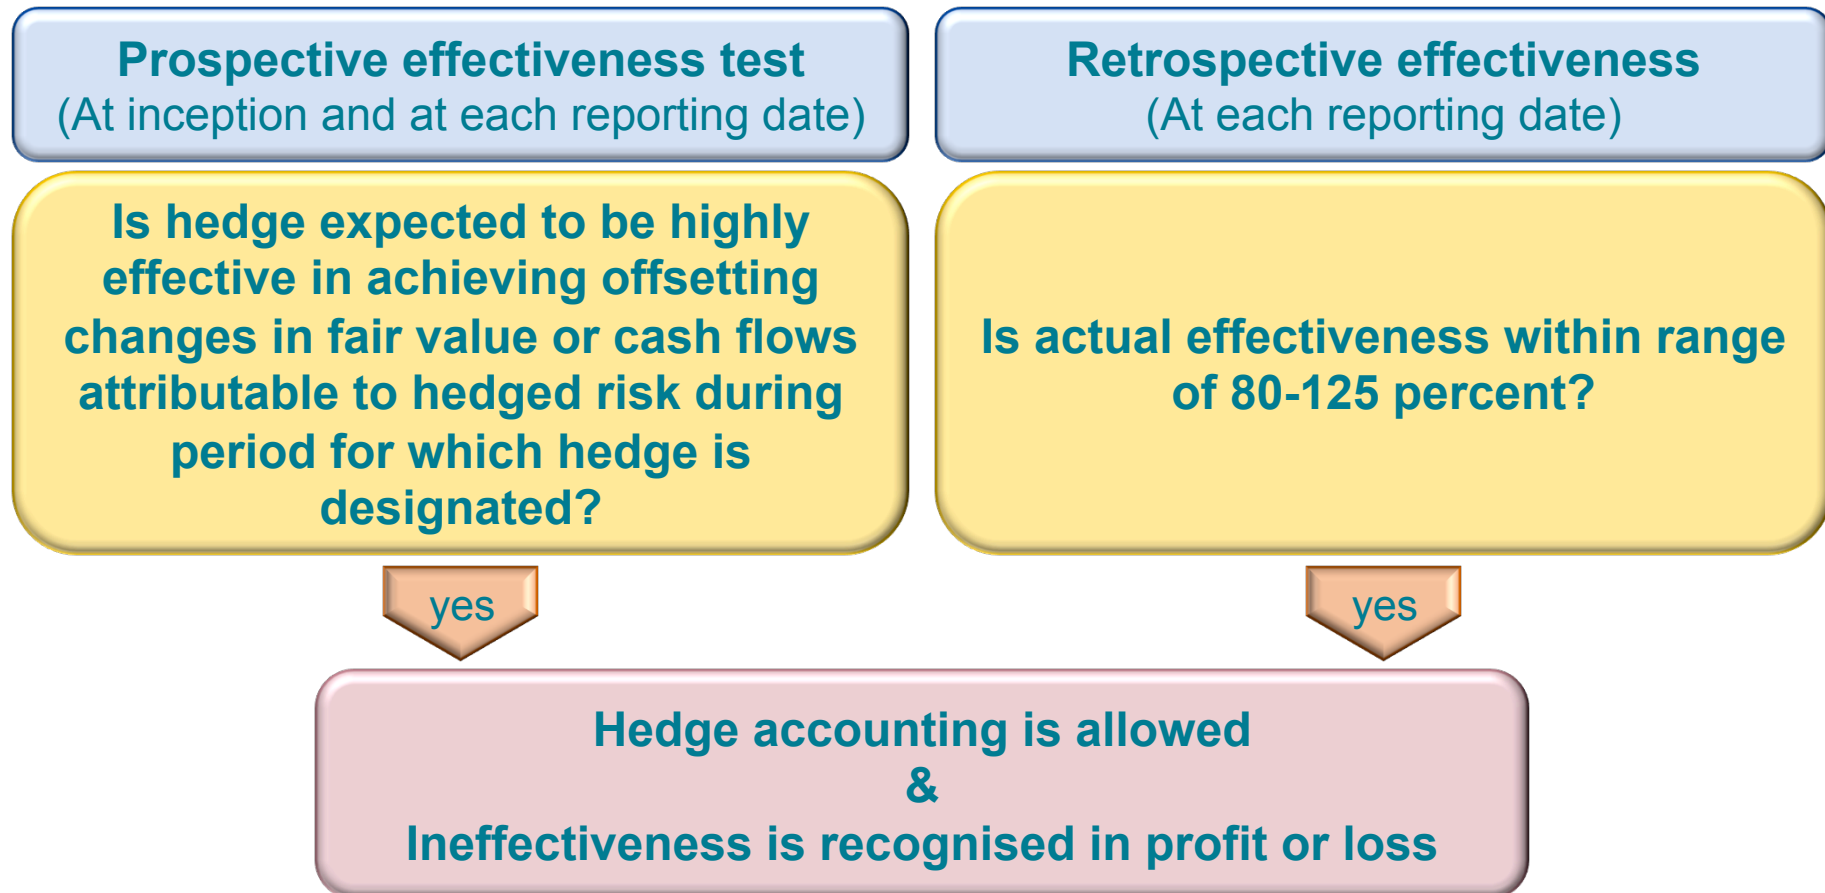 Prospective effectiveness test
(At inception and at each reporting date)
Retrospective effectiveness
(At each reporting date)
Is hedge expected to be highly
effective in achieving offsetting
changes in fair value or cash flows
attributable to hedged risk during
period for which hedge is
designated?
Is actual effectiveness within range
of 80-125 percent?
yes
yes
Hedge accounting is allowed
&
Ineffectiveness is recognised in profit or loss